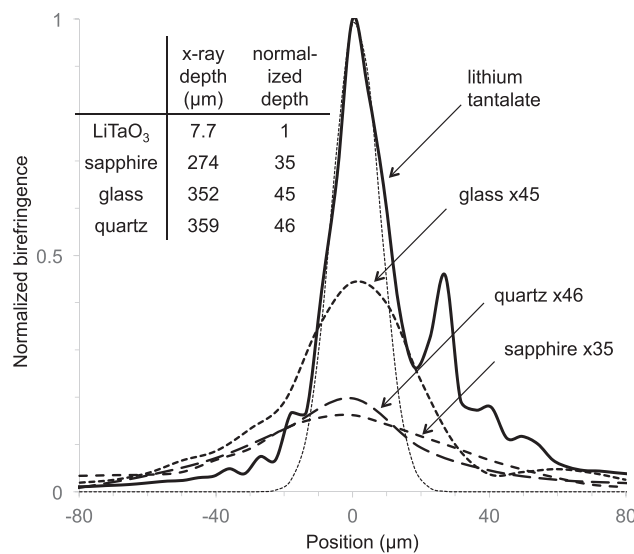 1
x-ray normal-
depth ized
(µm) depth
LiTaO3 7.7 1
sapphire 274 35
glass 352 45
quartz 359 46
lithium
tantalate
glass x45
0.5
quartz x46
sapphire x35
Normalized birefringence
0
-80 -40 0 40 80
Position (µm)